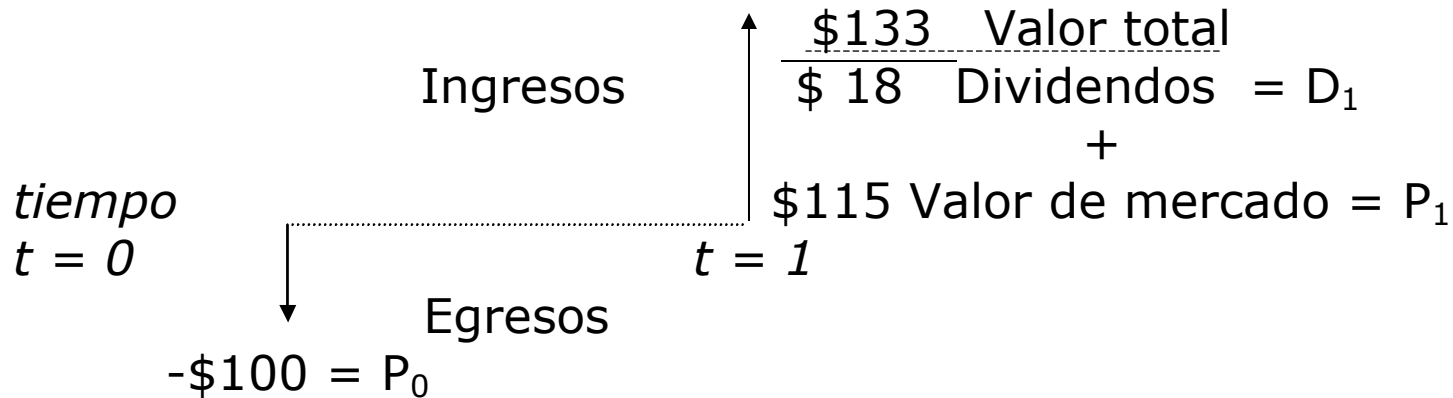 $133 Valor total
Ingresos $ 18 Dividendos = D₁
+
tiempo $115 Valor de mercado = P₁
t = 0 t = 1
Egresos
-$100 = P₀